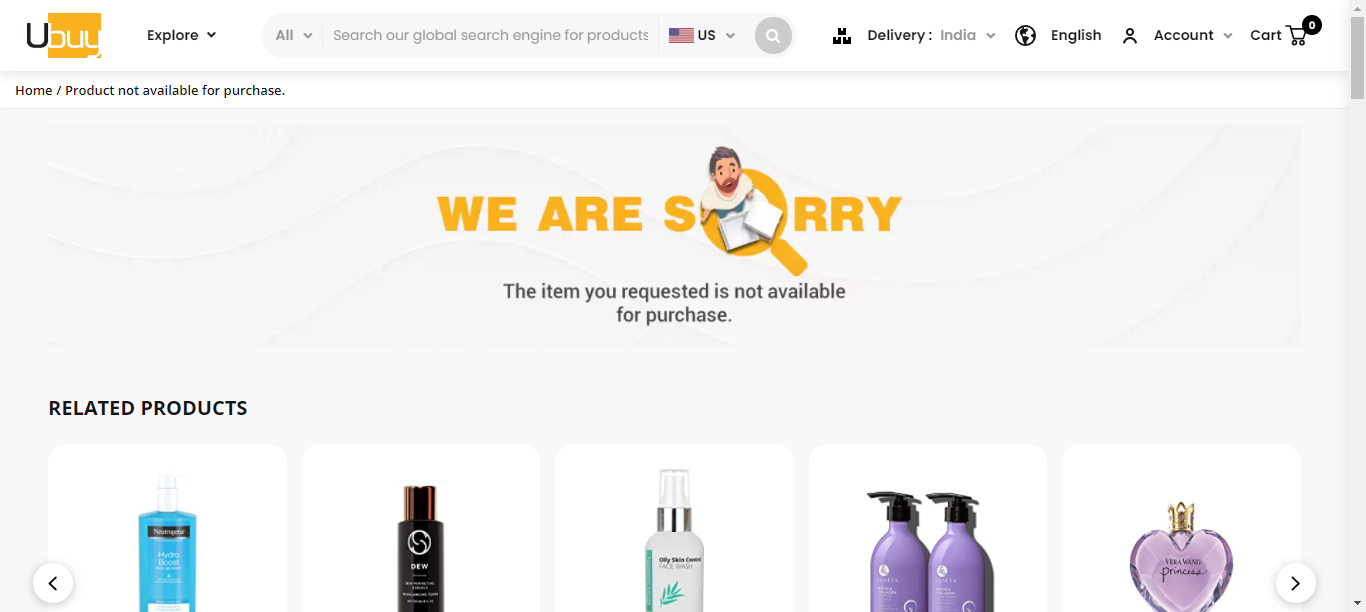 Ubuy
Explore
All
Search our global search engine for products
US
Delivery : India
English
Account
Cart
0
Home / Product not available for purchase.
WE ARE SORRY
The item you requested is not available
for purchase.
RELATED PRODUCTS
Neutrogena
Hydro
Boost
DEW
Oily Skin Control
FACE WASH
VERA WANG
Princess